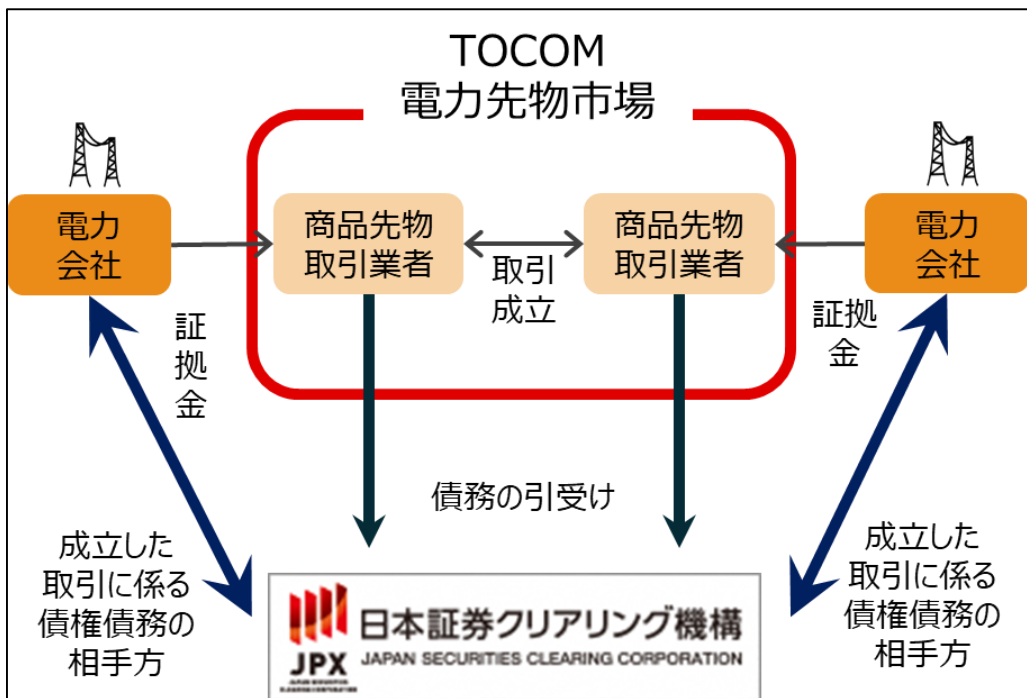 TOCOM
電力先物市場
電力
会社
商品先物
取引業者
取引
成立
商品先物
取引業者
電力
会社
証
拠
金
証拠
金
債務の引受け
成立した
取引に係る
債権債務の
相手方
成立した
取引に係る
債権債務の
相手方
日本証券クリアリング機構
JAPAN SECURITIES CLEARING CORPORATION
JPX
JAPAN SECURITIES
CLEARING CORPORATION